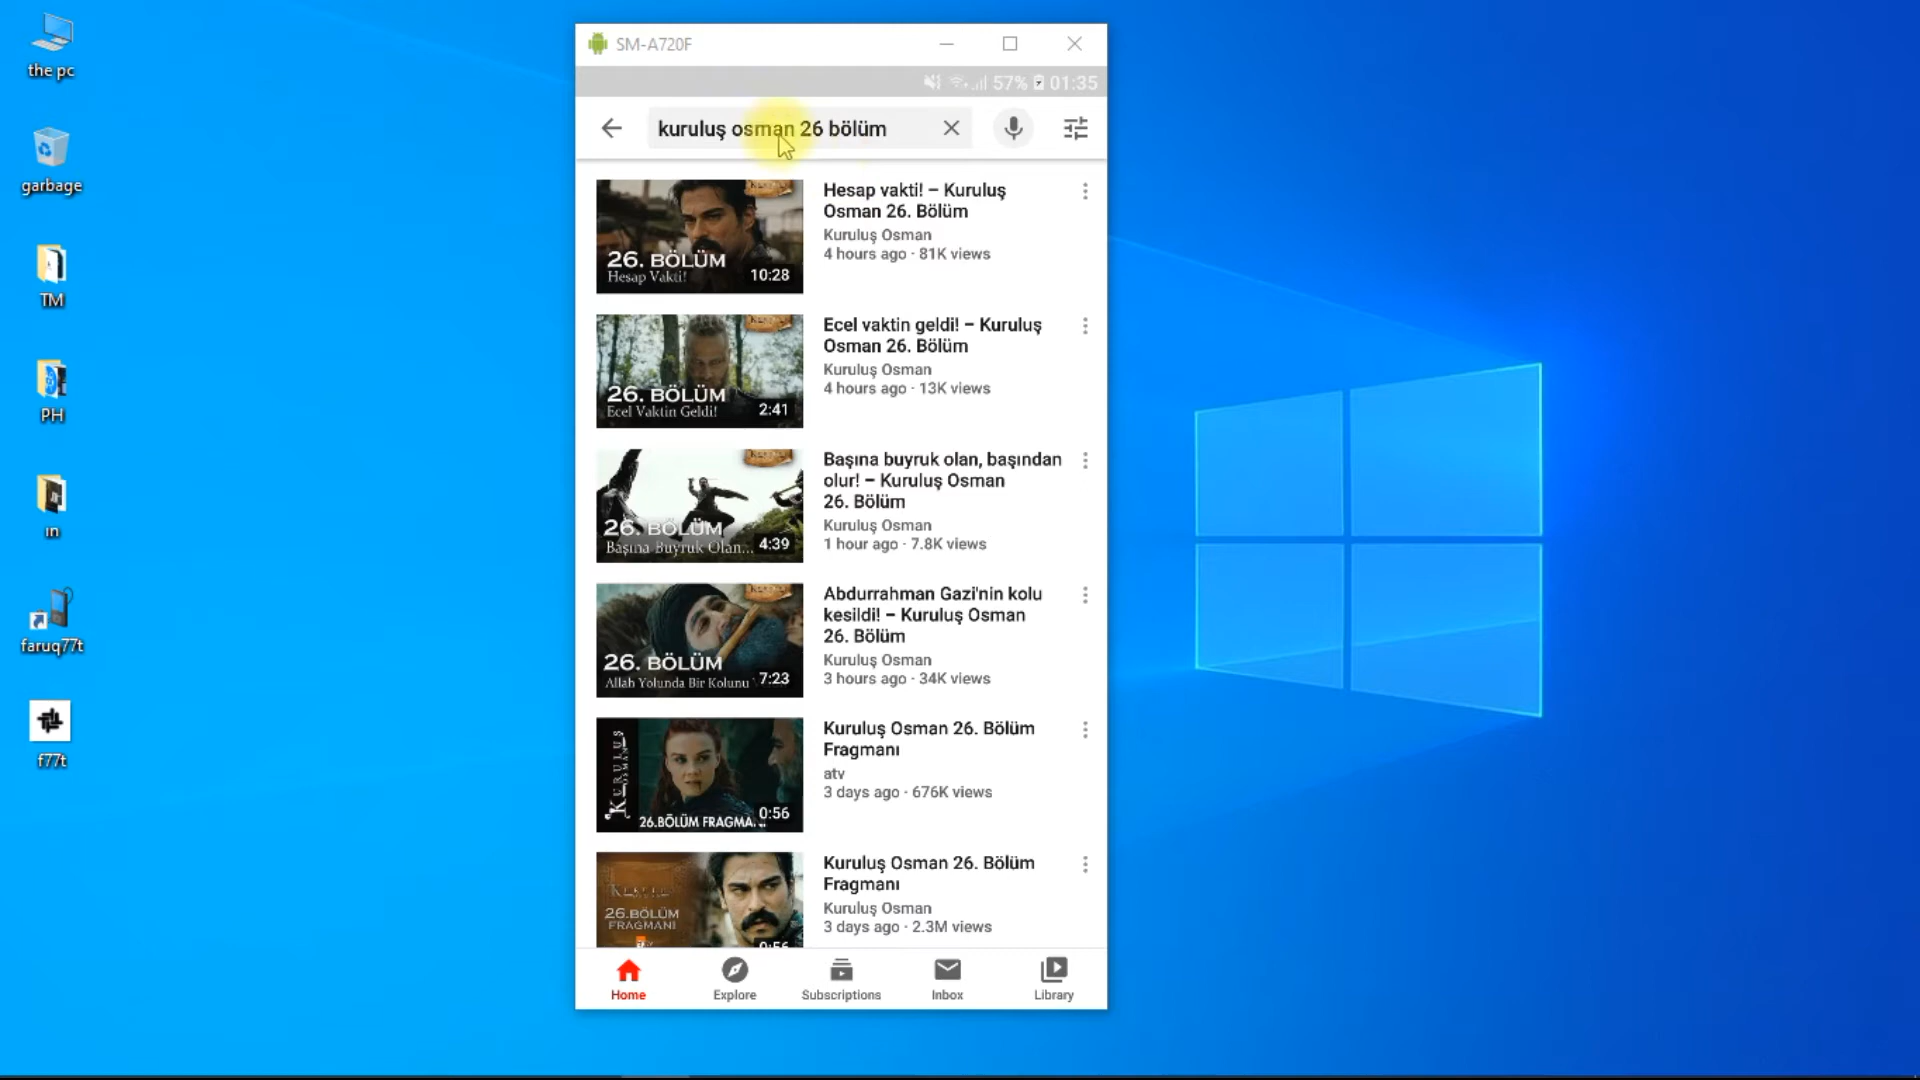 the pc
garbage
TM
PH
ın
faruq77t
f77t
SM-A720F
57% 01:35
kuruluş osman 26 bölüm
26. BÖLÜM
Hesap Vakti!
10:28
Hesap vakti! – Kuruluş
Osman 26. Bölüm
Kuruluş Osman
4 hours ago · 81K views
26. BÖLÜM
Ecel Vaktin Geldi!
2:41
Ecel vaktin geldi! – Kuruluş
Osman 26. Bölüm
Kuruluş Osman
4 hours ago · 13K views
26. BÖLÜM
Başına Buyruk Olan...
4:39
Başına buyruk olan, başından
olur! – Kuruluş Osman
26. Bölüm
Kuruluş Osman
1 hour ago · 7.8K views
26. BÖLÜM
Allah Yolunda Bir Kolunu
7:23
Abdurrahman Gazi'nin kolu
kesildi! – Kuruluş Osman
26. Bölüm
Kuruluş Osman
3 hours ago · 34K views
KURULUŞ
OSMAN
26.BÖLÜM FRAGMA
0:56
Kuruluş Osman 26. Bölüm
Fragmanı
atv
3 days ago · 676K views
26.BÖLÜM
FRAGMANI
0:56
Kuruluş Osman 26. Bölüm
Fragmanı
Kuruluş Osman
3 days ago · 2.3M views
Home
Explore
Subscriptions
Inbox
Library